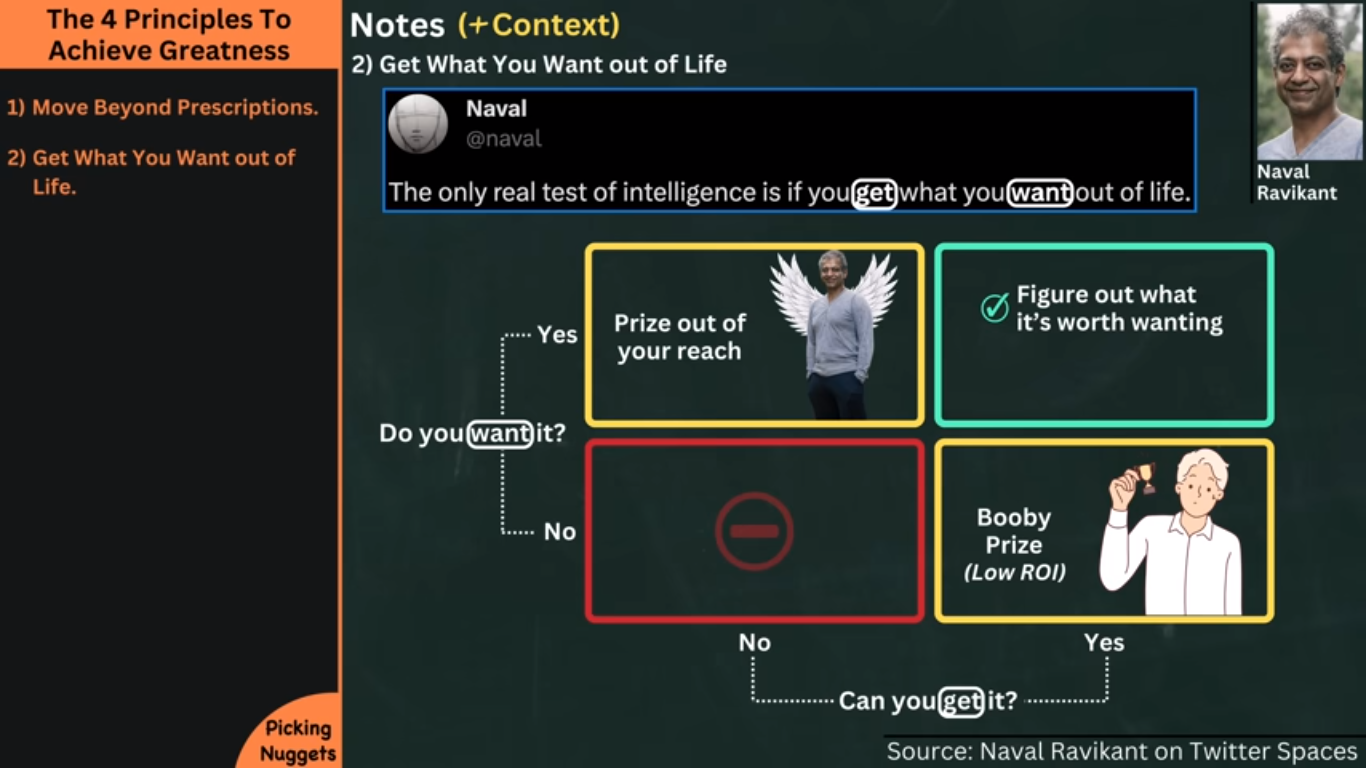 The 4 Principles To
Achieve Greatness
1) Move Beyond Prescriptions.
2) Get What You Want out of
Life.
Picking
Nuggets
Notes (+Context)
2) Get What You Want out of Life
Naval
@naval
The only real test of intelligence is if you get what you want out of life.
Naval
Ravikant
Yes
Do you want it?
No
Prize out of
your reach
Figure out what
it's worth wanting
Booby
Prize
(Low ROI)
No
Yes
Can you get it?
Source: Naval Ravikant on Twitter Spaces